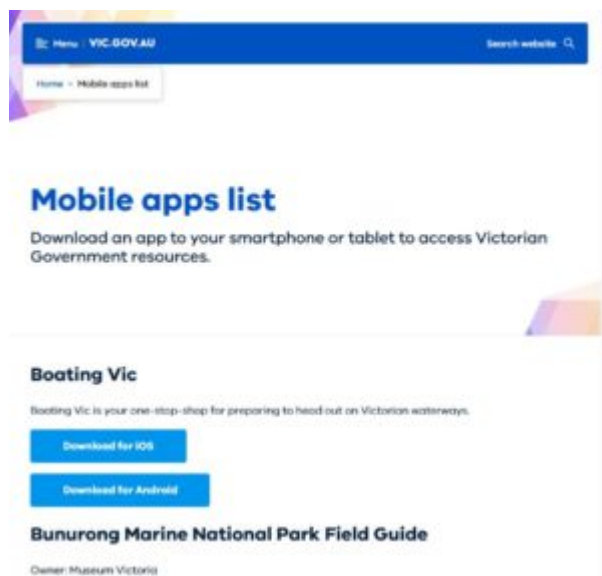 Menu | VIC.GOV.AU
Search website
Home > Mobile apps list
Mobile apps list
Download an app to your smartphone or tablet to access Victorian
Government resources.
Boating Vic
Boating Vic is your one-stop-shop for preparing to head out on Victorian waterways.
Download for iOS
Download for Android
Bunurong Marine National Park Field Guide
Owner: Museum Victoria